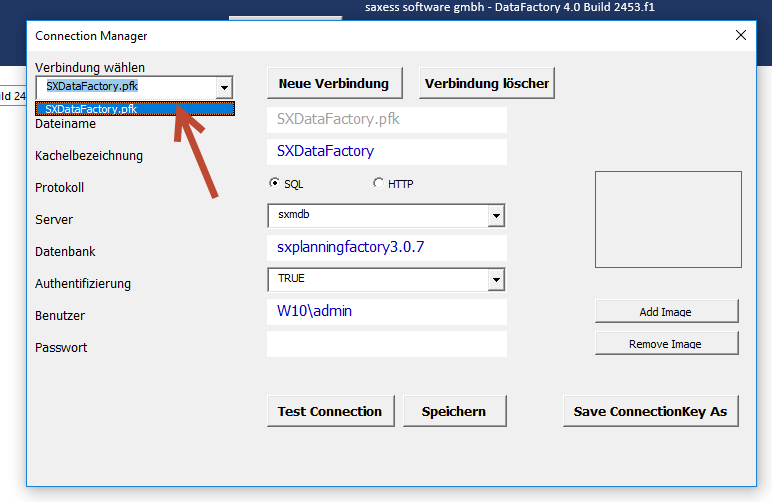 saxess software gmbh - DataFactory 4.0 Build 2453.f1
Connection Manager
Verbindung wählen
SXDataFactory.pfk
SXDataFactory.pfk
Neue Verbindung
Verbindung löscher
ild 24
Dateiname
SXDataFactory.pfk
Kachelbezeichnung
SXDataFactory
Protokoll
SQL
HTTP
Server
sxmdb
Datenbank
sxplanningfactory3.0.7
Authentifizierung
TRUE
Benutzer
W10\admin
Passwort
Add Image
Remove Image
Test Connection
Speichern
Save ConnectionKey As